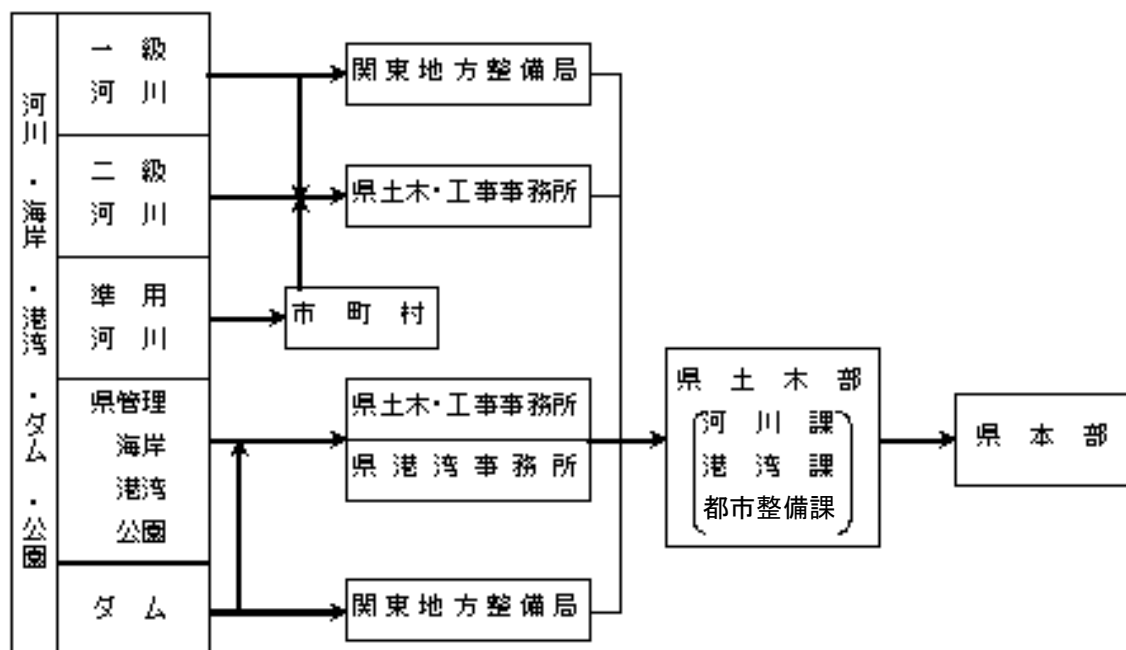 河川・海岸・港湾・ダム・公園
一級
河川
二級
河川
準用
河川
県管理
海岸
港湾
公園
ダム
関東地方整備局
県土木・工事事務所
市町村
県土木・工事事務所
県港湾事務所
関東地方整備局
県土木部
河川課
港湾課
都市整備課
県本部